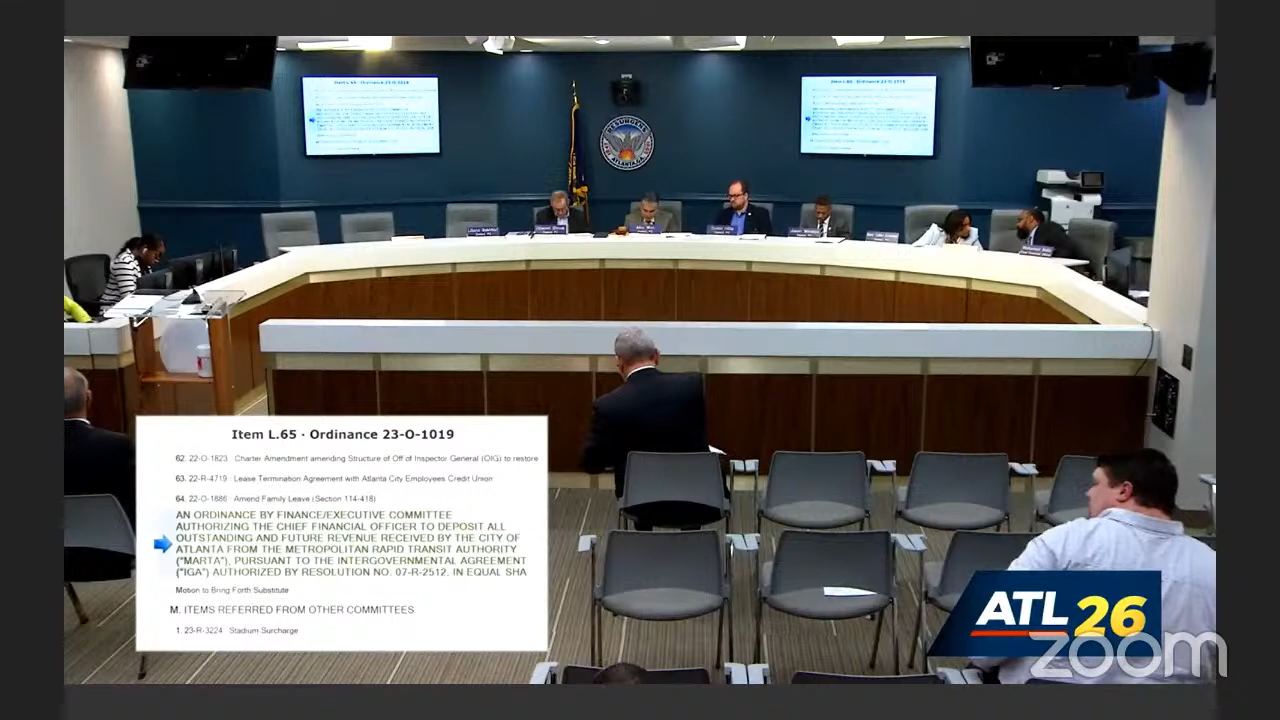 Item L.65 · Ordinance 23-O-1019
62. 22-O-1823 Charter Amendment amending Structure of Off of Inspector General (OIG) to restore
63. 22-R-4719 Lease Termination Agreement with Atlanta City Employees Credit Union
64. 22-O-1886 Amend Family Leave (Section 114-418)
AN ORDINANCE BY FINANCE/EXECUTIVE COMMITTEE
AUTHORIZING THE CHIEF FINANCIAL OFFICER TO DEPOSIT ALL
OUTSTANDING AND FUTURE REVENUE RECEIVED BY THE CITY OF
ATLANTA FROM THE METROPOLITAN RAPID TRANSIT AUTHORITY
("MARTA"), PURSUANT TO THE INTERGOVERNMENTAL AGREEMENT
("IGA") AUTHORIZED BY RESOLUTION NO. 07-R-2512, IN EQUAL SHA
Motion to Bring Forth Substitute
M. ITEMS REFERRED FROM OTHER COMMITTEES
1. 23-R-3224 Stadium Surcharge
ATL 26
zoom